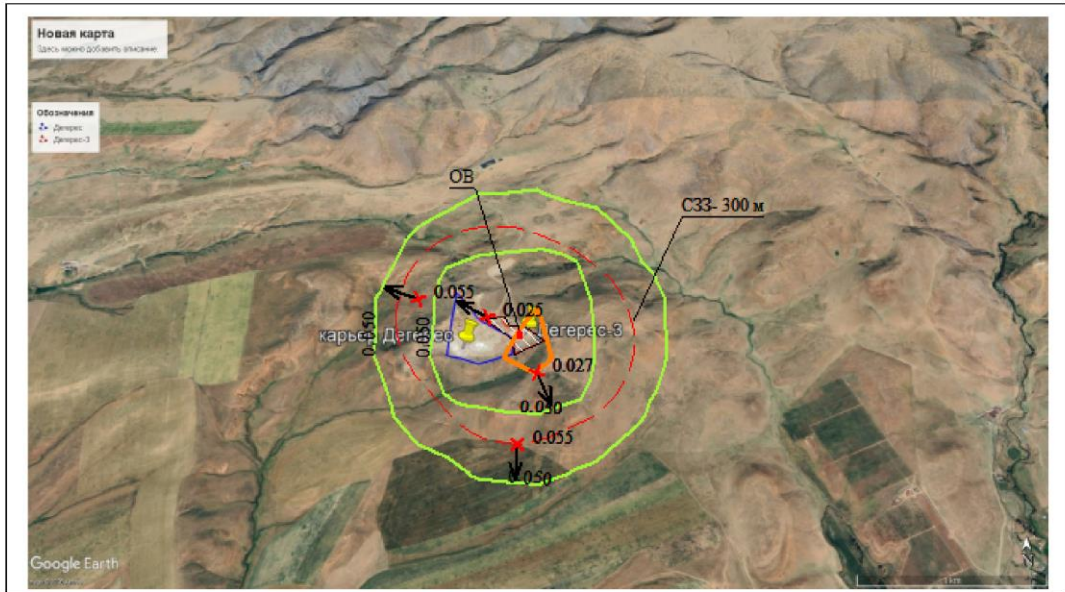 Новая карта
Здесь можно добавить описание.
Обозначения
Дегерес
Дегерес-3
ОВ
СЗЗ- 300 м
0.055
0.025
карьер Дегерес
Дегерес-3
0.050
0.050
0.027
0.050
0.055
0.050
Google Earth
1 km